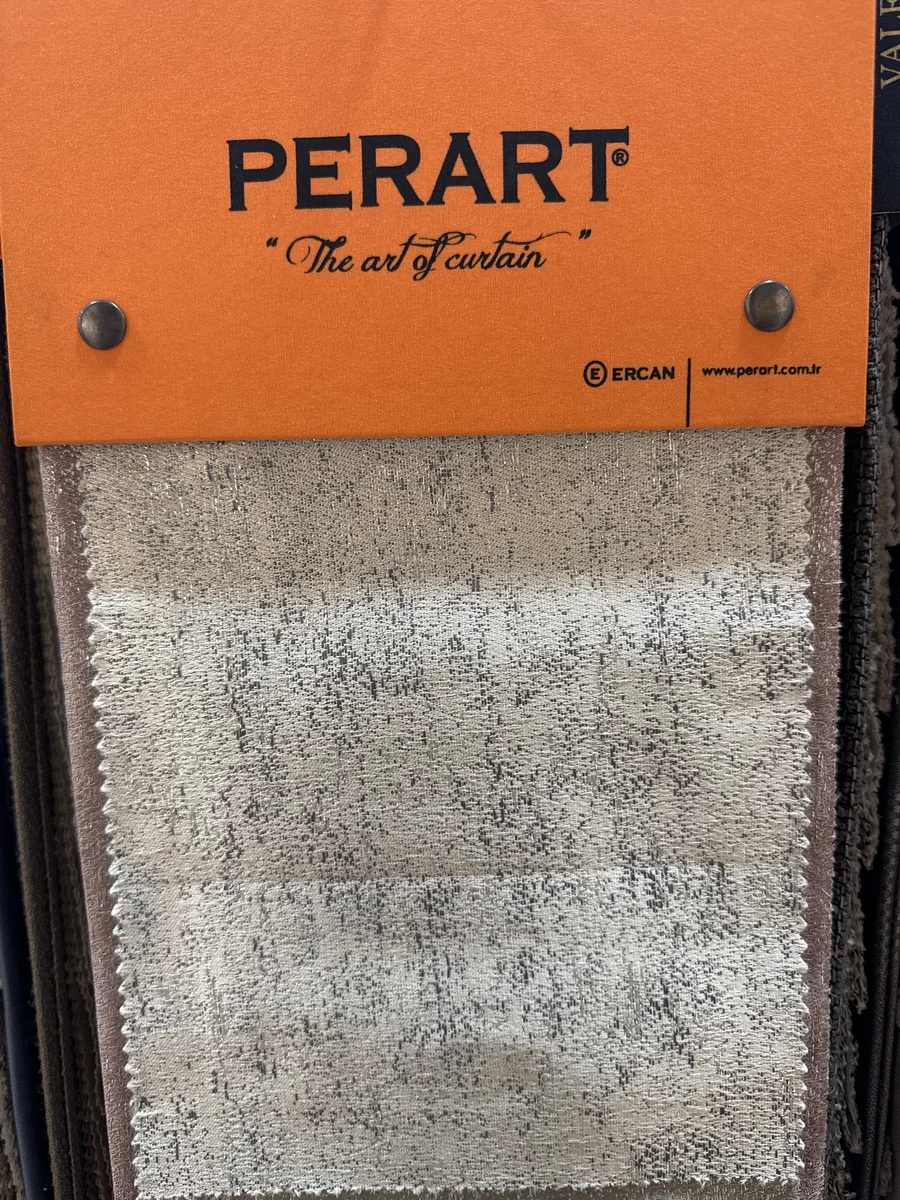 PERART®
“The art of curtain”
E ERCAN
www.perart.com.tr